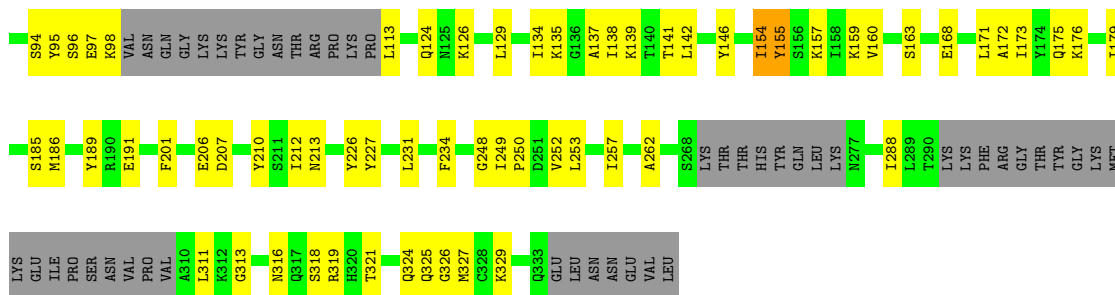 S94 Y95 S96 E97 K98 VAL ASN GLN GLY LYS LYS TYR GLY ASN THR ARG PRO LYS PRO L113 Q124 N125 K126 L129 I134 K135 G136 A137 I138 K139 T140 T141 L142 Y146 I154 Y155 S156 K157 I158 K159 V160 S163 E168 L171 A172 I173 Y174 Q175 K176
S185 M186 Y189 R190 E191 F201 E206 D207 Y210 S211 I212 N213 Y226 Y227 L231 F234 G248 I249 P250 D251 V252 L253 I257 A262 S268 LYS THR THR HIS TYR GLN LEU LYS N277 I288 L289 T290 LYS LYS PHE ARG GLY THR TYR GLY LYS MET
LYS GLU ILE PRO SER ASN VAL PRO VAL A310 L311 K312 G313 N316 Q317 S318 R319 H320 T321 Q324 Q325 G326 M327 C328 K329 Q333 GLU LEU ASN ASN GLU VAL LEU